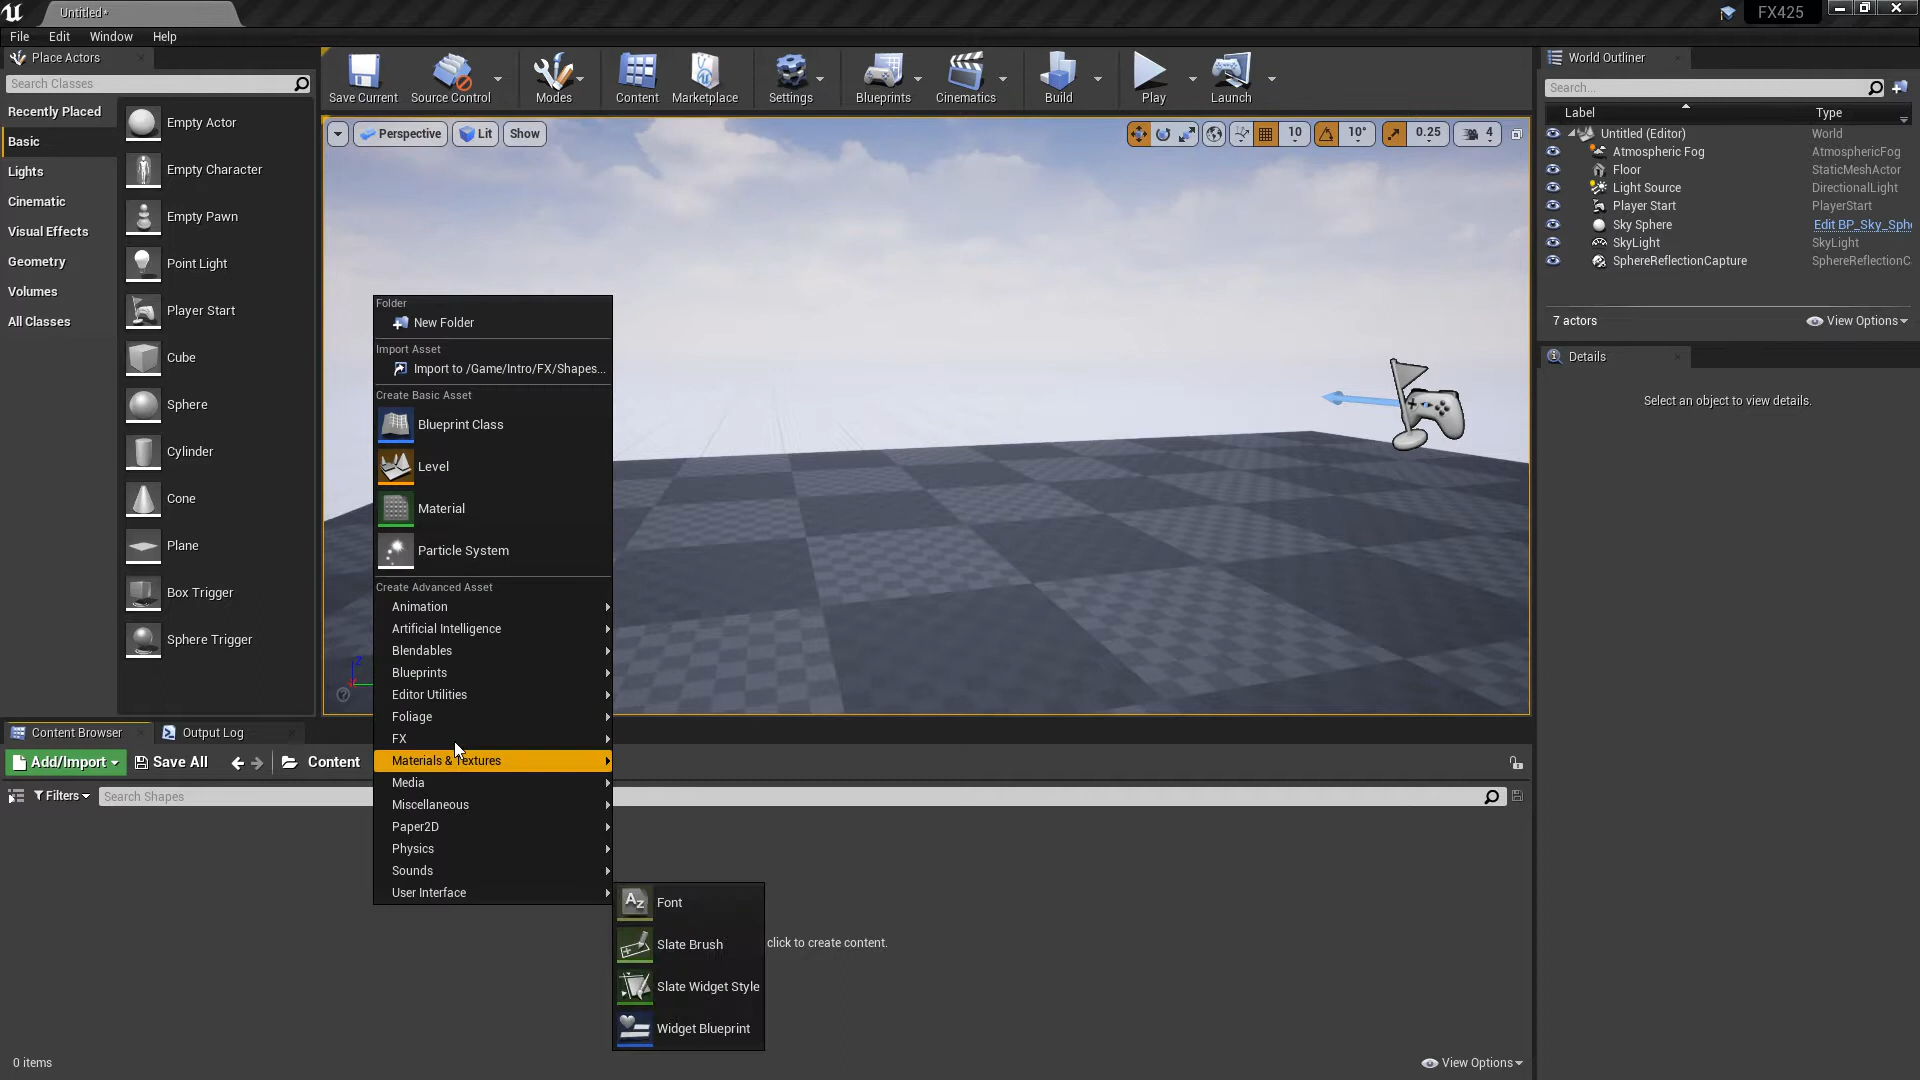 Untitled*
FX425
File Edit Window Help
Place Actors
Search Classes
Recently Placed
Basic
Lights
Cinematic
Visual Effects
Geometry
Volumes
All Classes
Empty Actor
Empty Character
Empty Pawn
Point Light
Player Start
Cube
Sphere
Cylinder
Cone
Plane
Box Trigger
Sphere Trigger
Save Current
Source Control
Modes
Content
Marketplace
Settings
Blueprints
Cinematics
Build
Play
Launch
Perspective Lit Show
10 10° 0.25 4
Z
Folder
New Folder
Import Asset
Import to /Game/Intro/FX/Shapes...
Create Basic Asset
Blueprint Class
Level
Material
Particle System
Create Advanced Asset
Animation
Artificial Intelligence
Blendables
Blueprints
Editor Utilities
Foliage
FX
Materials & Textures
Media
Miscellaneous
Paper2D
Physics
Sounds
User Interface
Font
Slate Brush
Slate Widget Style
Widget Blueprint
World Outliner
Search...
Label Type
Untitled (Editor) World
Atmospheric Fog AtmosphericFog
Floor StaticMeshActor
Light Source DirectionalLight
Player Start PlayerStart
Sky Sphere Edit BP_Sky_Sph
SkyLight SkyLight
SphereReflectionCapture SphereReflectionC
7 actors View Options
Details
Select an object to view details.
Content Browser Output Log
Add/Import Save All Content
Filters Search Shapes
click to create content.
0 items View Options